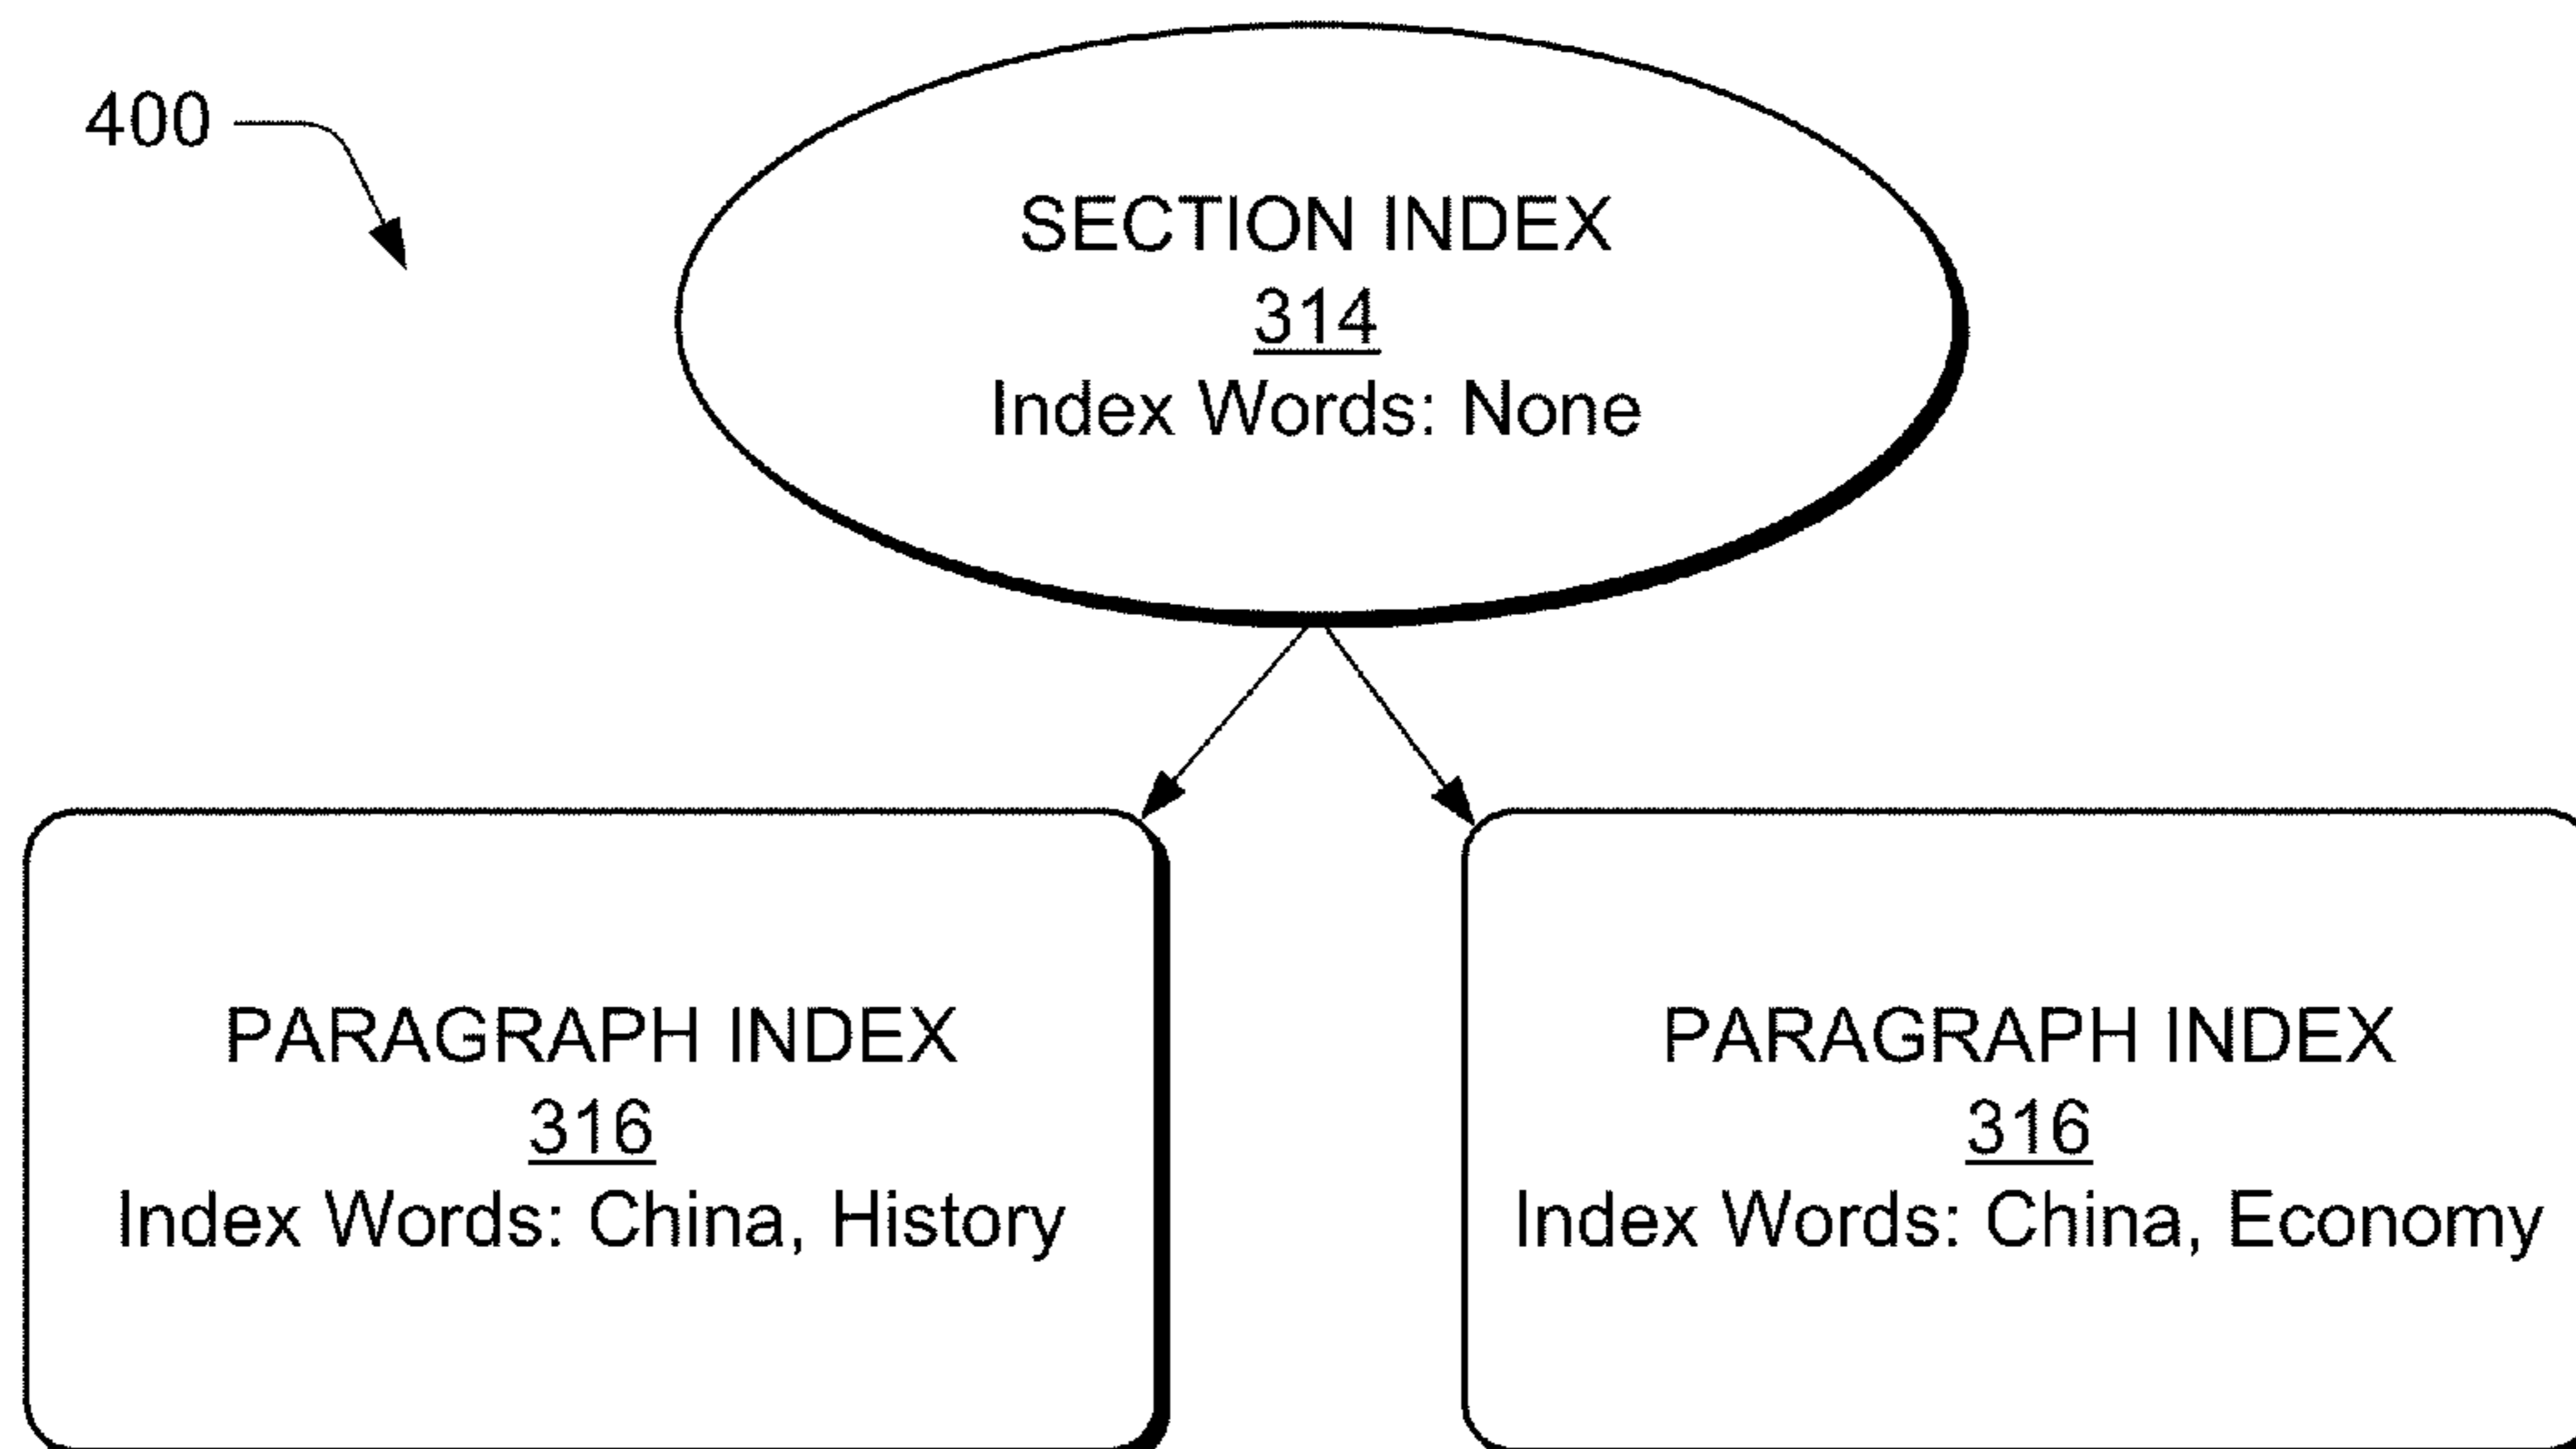 400
SECTION INDEX
314
Index Words: None
PARAGRAPH INDEX
316
Index Words: China, History
PARAGRAPH INDEX
316
Index Words: China, Economy